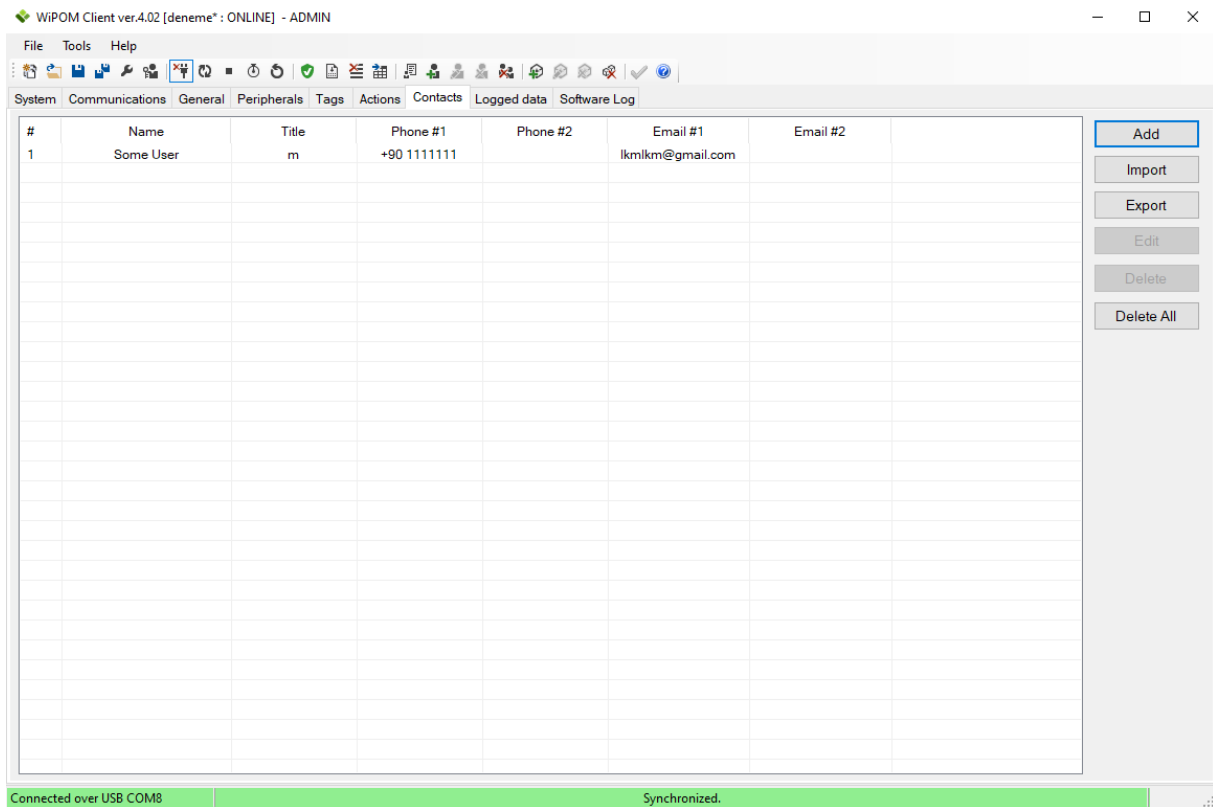 WiPOM Client ver.4.02 [deneme* : ONLINE] - ADMIN
File Tools Help
System Communications General Peripherals Tags Actions Contacts Logged data Software Log
# Name Title Phone #1 Phone #2 Email #1 Email #2
1 Some User m +90 1111111 lkmlkm@gmail.com
Add
Import
Export
Edit
Delete
Delete All
Connected over USB COM8 Synchronized.